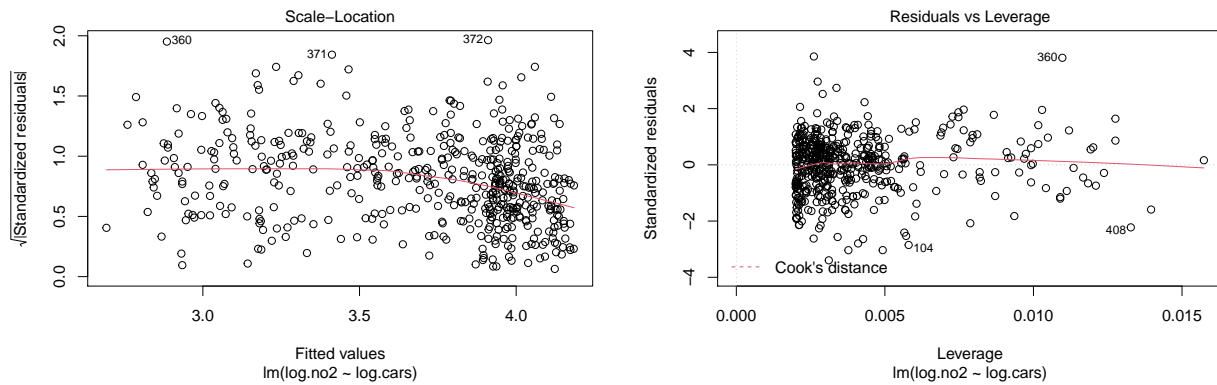 Scale−Location
√|Standardized residuals|
2.0
1.5
1.0
0.5
0.0
360
371
372
3.0
3.5
4.0
Fitted values
lm(log.no2 ~ log.cars)
Residuals vs Leverage
Standardized residuals
4
2
0
−2
−4
360
408
104
Cook's distance
0.000
0.005
0.010
0.015
Leverage
lm(log.no2 ~ log.cars)